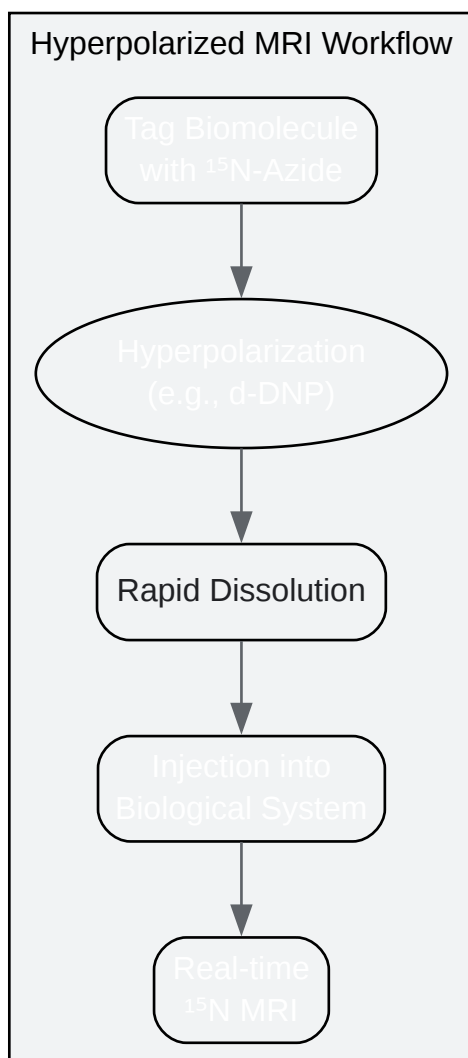 Hyperpolarized MRI Workflow
Tag Biomolecule
with ¹⁵N-Azide
Hyperpolarization
(e.g., d-DNP)
Rapid Dissolution
Injection into
Biological System
Real-time
¹⁵N MRI